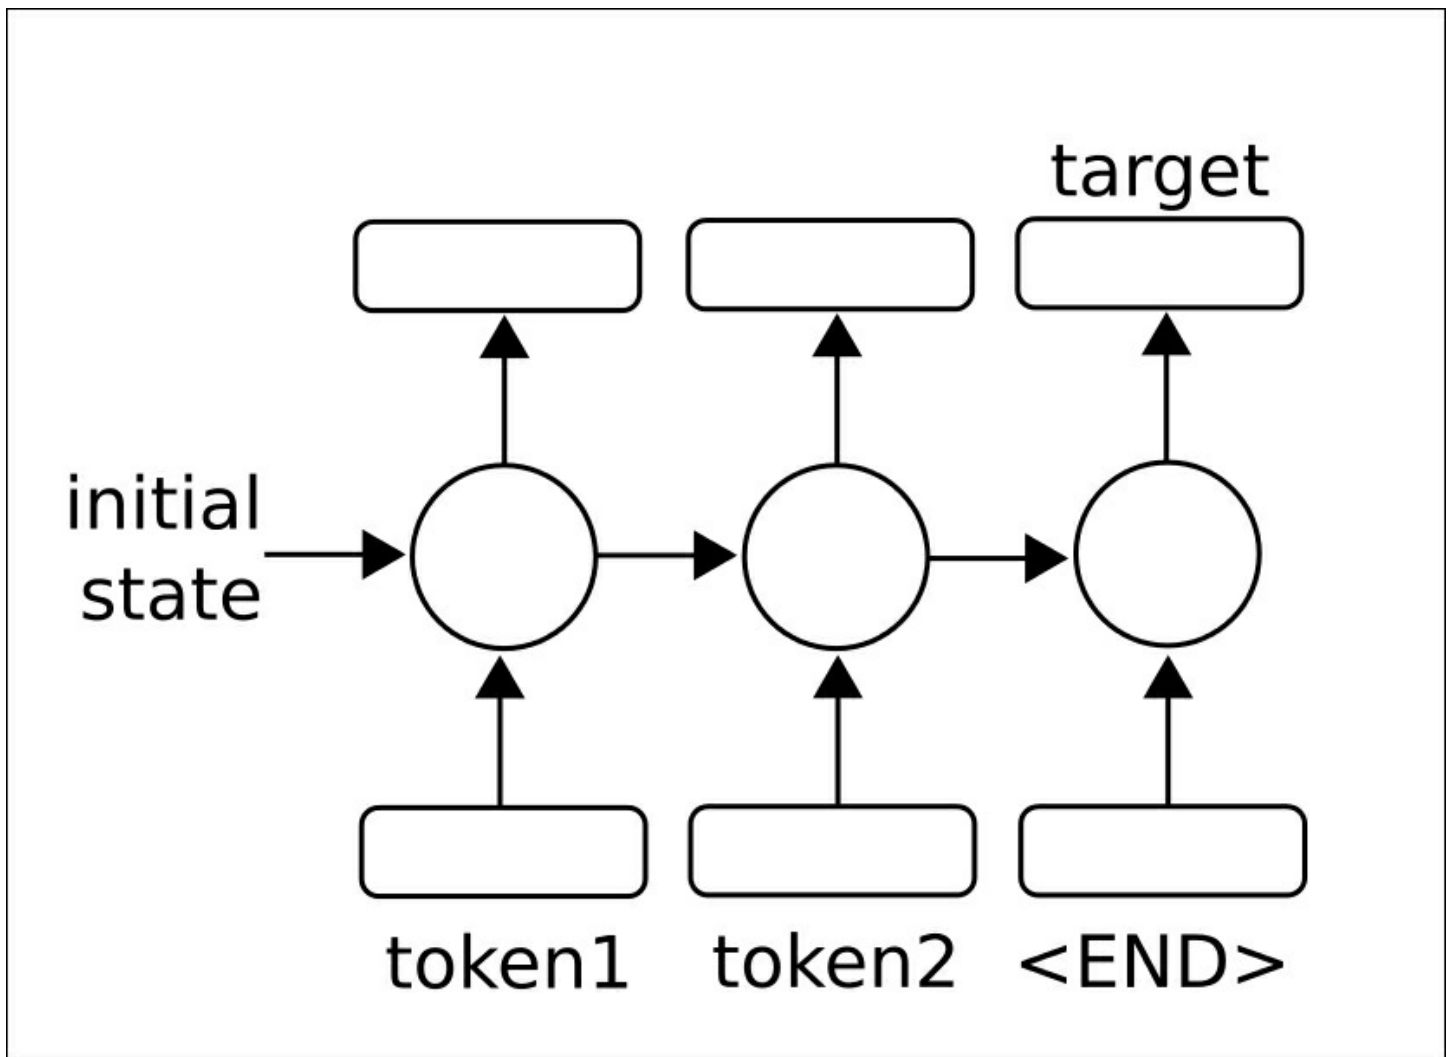 target
initial
state
token1
token2
<END>